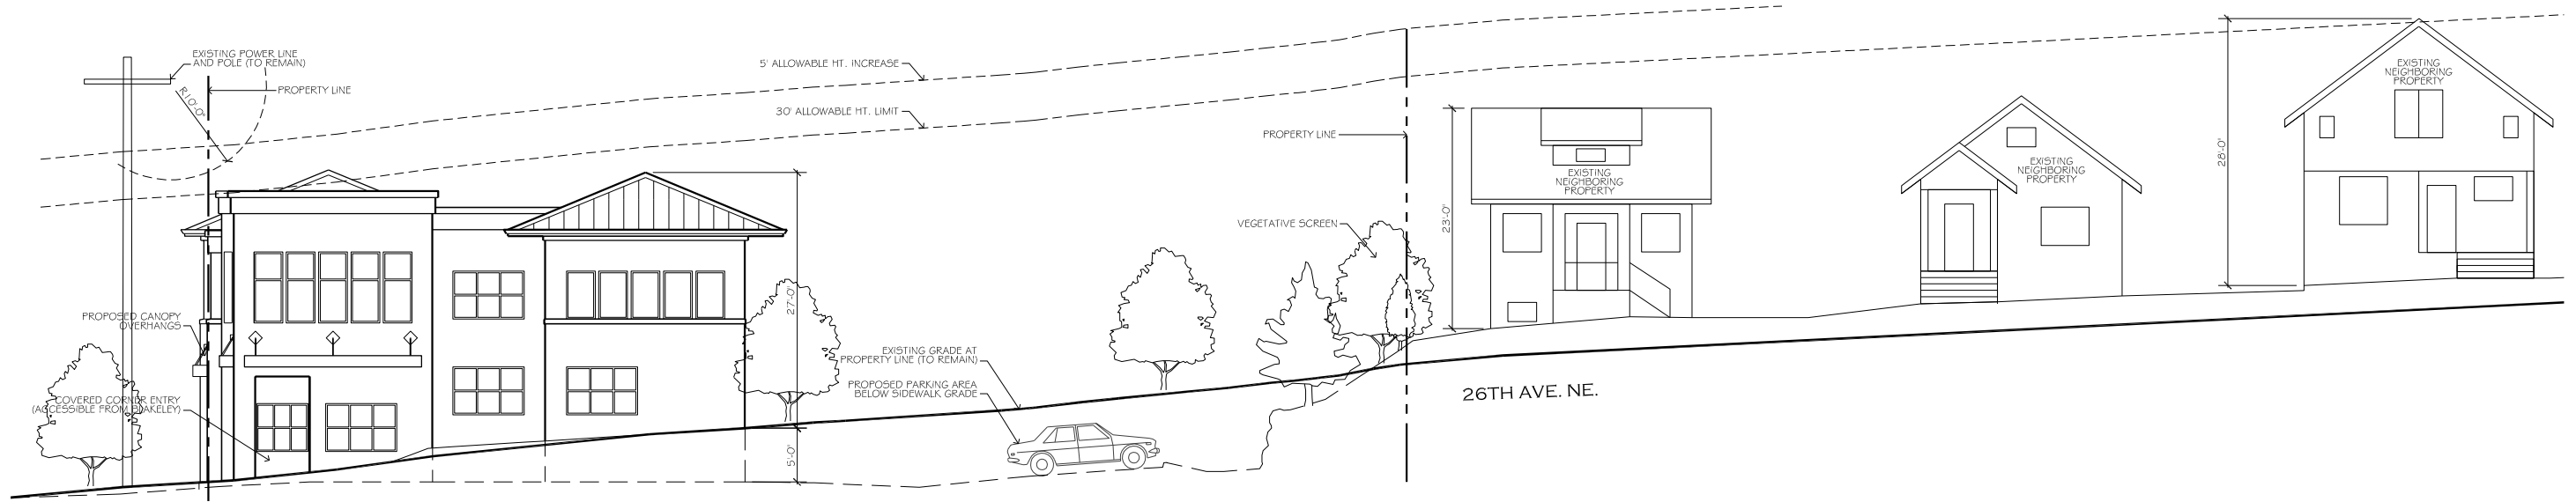 EXISTING POWER LINE
AND POLE (TO REMAIN)
R10'-0"
PROPERTY LINE
5' ALLOWABLE HT. INCREASE
30' ALLOWABLE HT. LIMIT
PROPERTY LINE
VEGETATIVE SCREEN
23'-0"
EXISTING
NEIGHBORING
PROPERTY
EXISTING
NEIGHBORING
PROPERTY
28'-0"
EXISTING
NEIGHBORING
PROPERTY
PROPOSED CANOPY
OVERHANGS
COVERED CORNER ENTRY
(ACCESSIBLE FROM BLAKELEY)
27'-0"
5'-0"
EXISTING GRADE AT
PROPERTY LINE (TO REMAIN)
PROPOSED PARKING AREA
BELOW SIDEWALK GRADE
26TH AVE. NE.